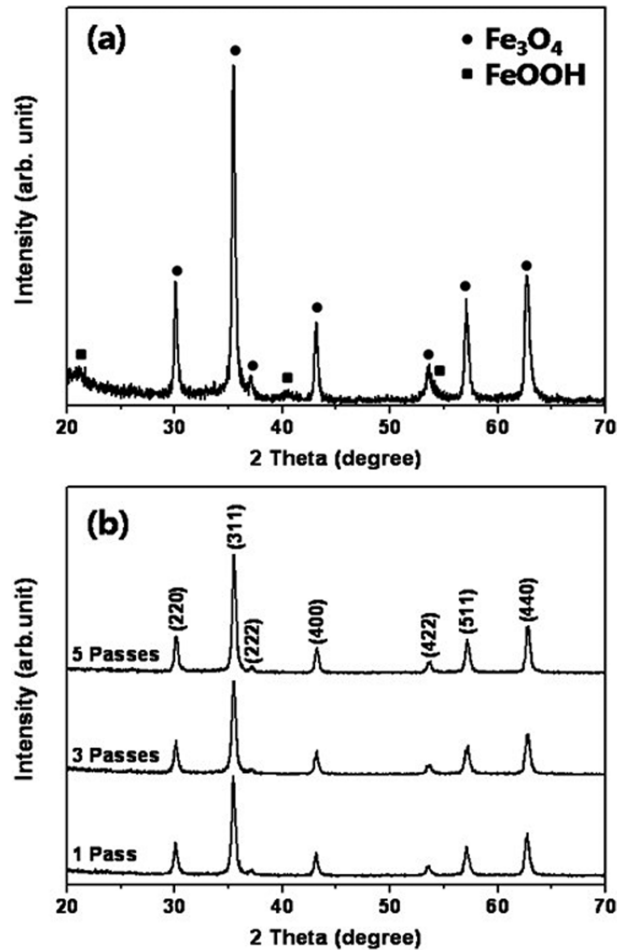 (a)
● Fe₃O₄
■ FeOOH
Intensity (arb. unit)
20 30 40 50 60 70
2 Theta (degree)
(b)
(220) (311) (222) (400) (422) (511) (440)
5 Passes
3 Passes
1 Pass
Intensity (arb.unit)
20 30 40 50 60 70
2 Theta (degree)